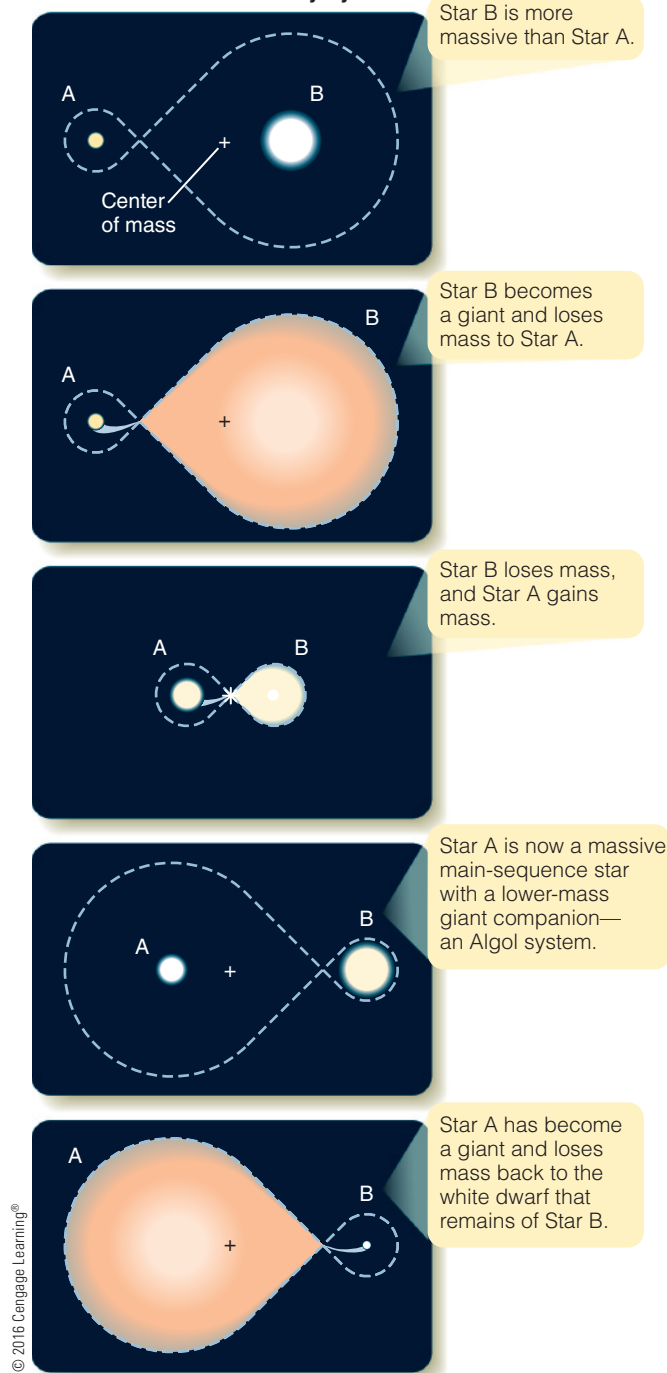 Star B is more
massive than Star A.
A
B
Center
of mass
Star B becomes
a giant and loses
mass to Star A.
B
A
Star B loses mass,
and Star A gains
mass.
A
B
Star A is now a massive
main-sequence star
with a lower-mass
giant companion—
an Algol system.
A
B
Star A has become
a giant and loses
mass back to the
white dwarf that
remains of Star B.
A
B
© 2016 Cengage Learning®